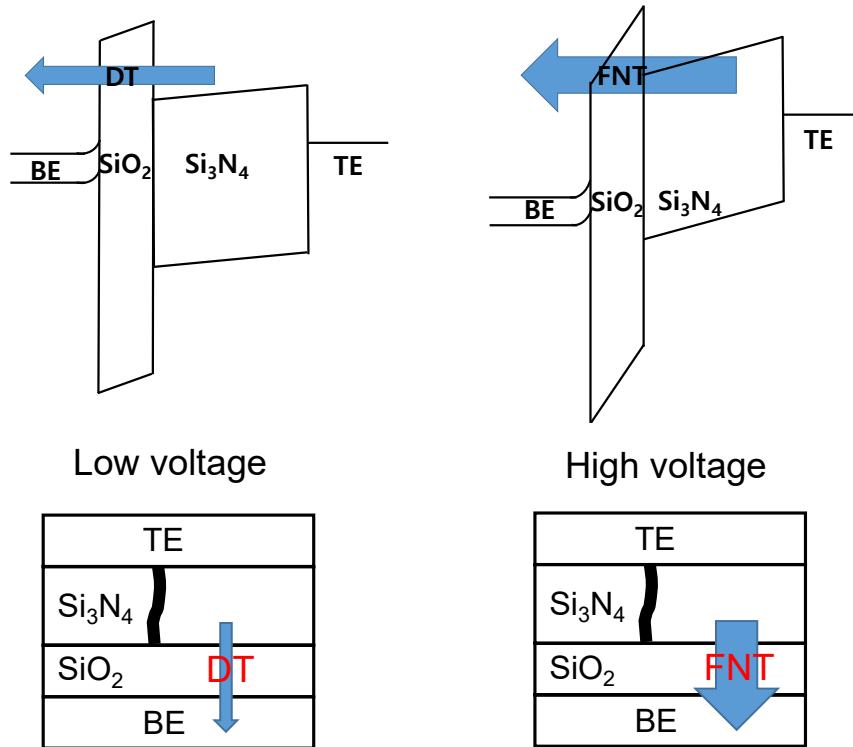 DT
BE
SiO₂
Si₃N₄
TE
FNT
TE
BE
SiO₂
Si₃N₄
Low voltage
High voltage
TE
Si₃N₄
SiO₂
DT
BE
TE
Si₃N₄
SiO₂
FNT
BE